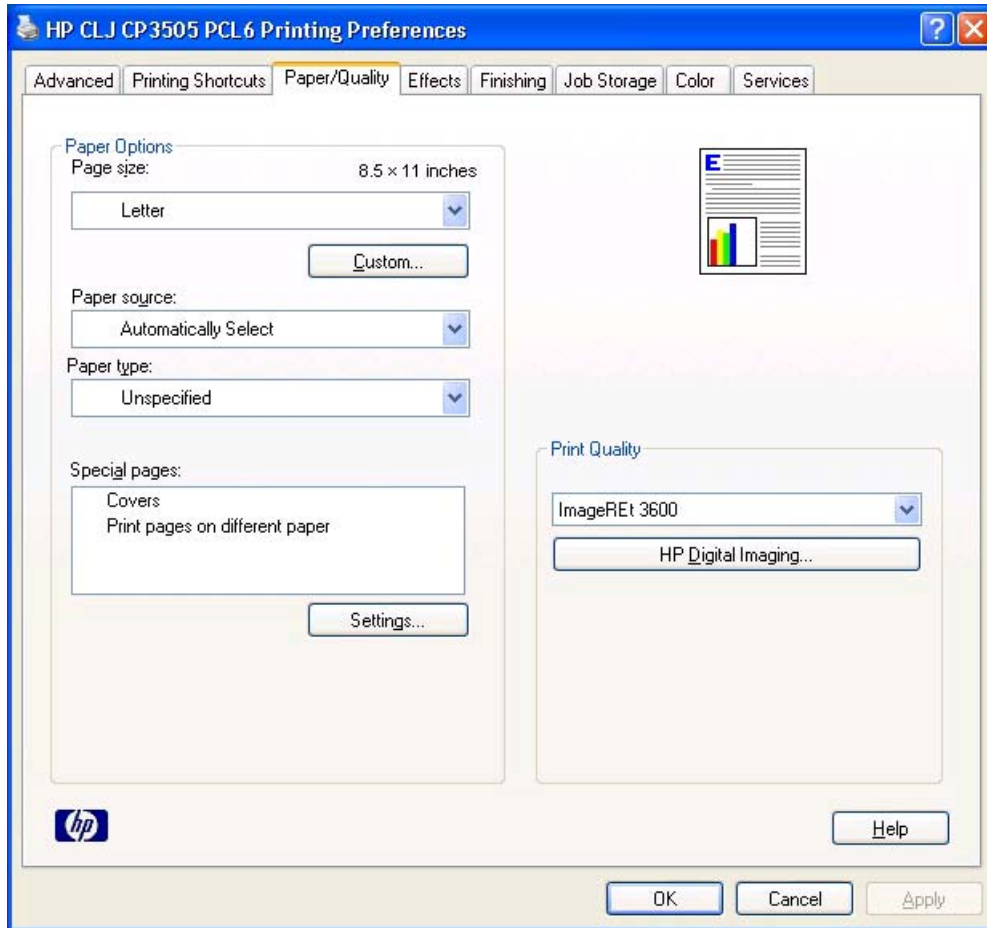 HP CLJ CP3505 PCL6 Printing Preferences
Advanced Printing Shortcuts Paper/Quality Effects Finishing Job Storage Color Services
Paper Options
Page size: 8.5 × 11 inches
Letter
Custom...
Paper source:
Automatically Select
Paper type:
Unspecified
Special pages:
Covers
Print pages on different paper
Settings...
E
Print Quality
ImageREt 3600
HP Digital Imaging...
hp
Help
OK Cancel Apply